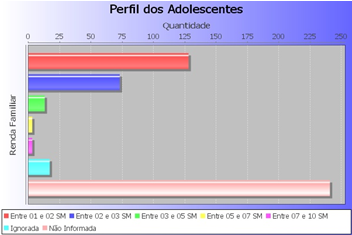 Perfil dos Adolescentes
Quantidade
0 25 50 75 100 125 150 175 200 225 250
Renda Familiar
Entre 01 e 02 SM Entre 02 e 03 SM Entre 03 e 05 SM Entre 05 e 07 SM Entre 07 e 10 SM
Ignorada Não Informada